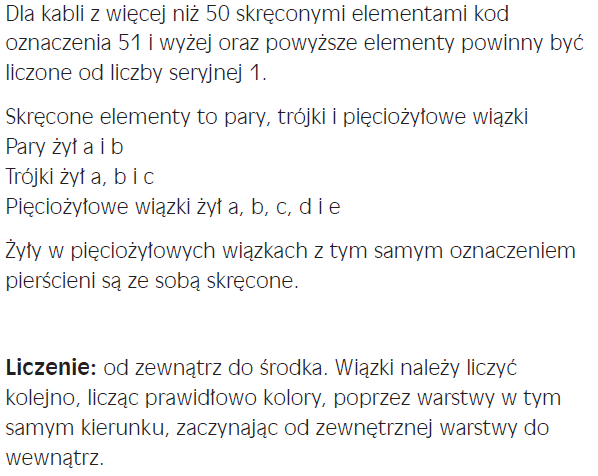 Dla kabli z więcej niż 50 skręconymi elementami kod
oznaczenia 51 i wyżej oraz powyższe elementy powinny być
liczone od liczby seryjnej 1.
Skręcone elementy to pary, trójki i pięciożyłowe wiązki
Pary żył a i b
Trójki żył a, b i c
Pięciożyłowe wiązki żył a, b, c, d i e
Żyły w pięciożyłowych wiązkach z tym samym oznaczeniem
pierścieni są ze sobą skręcone.
Liczenie: od zewnątrz do środka. Wiązki należy liczyć
kolejno, licząc prawidłowo kolory, poprzez warstwy w tym
samym kierunku, zaczynając od zewnętrznej warstwy do
wewnątrz.